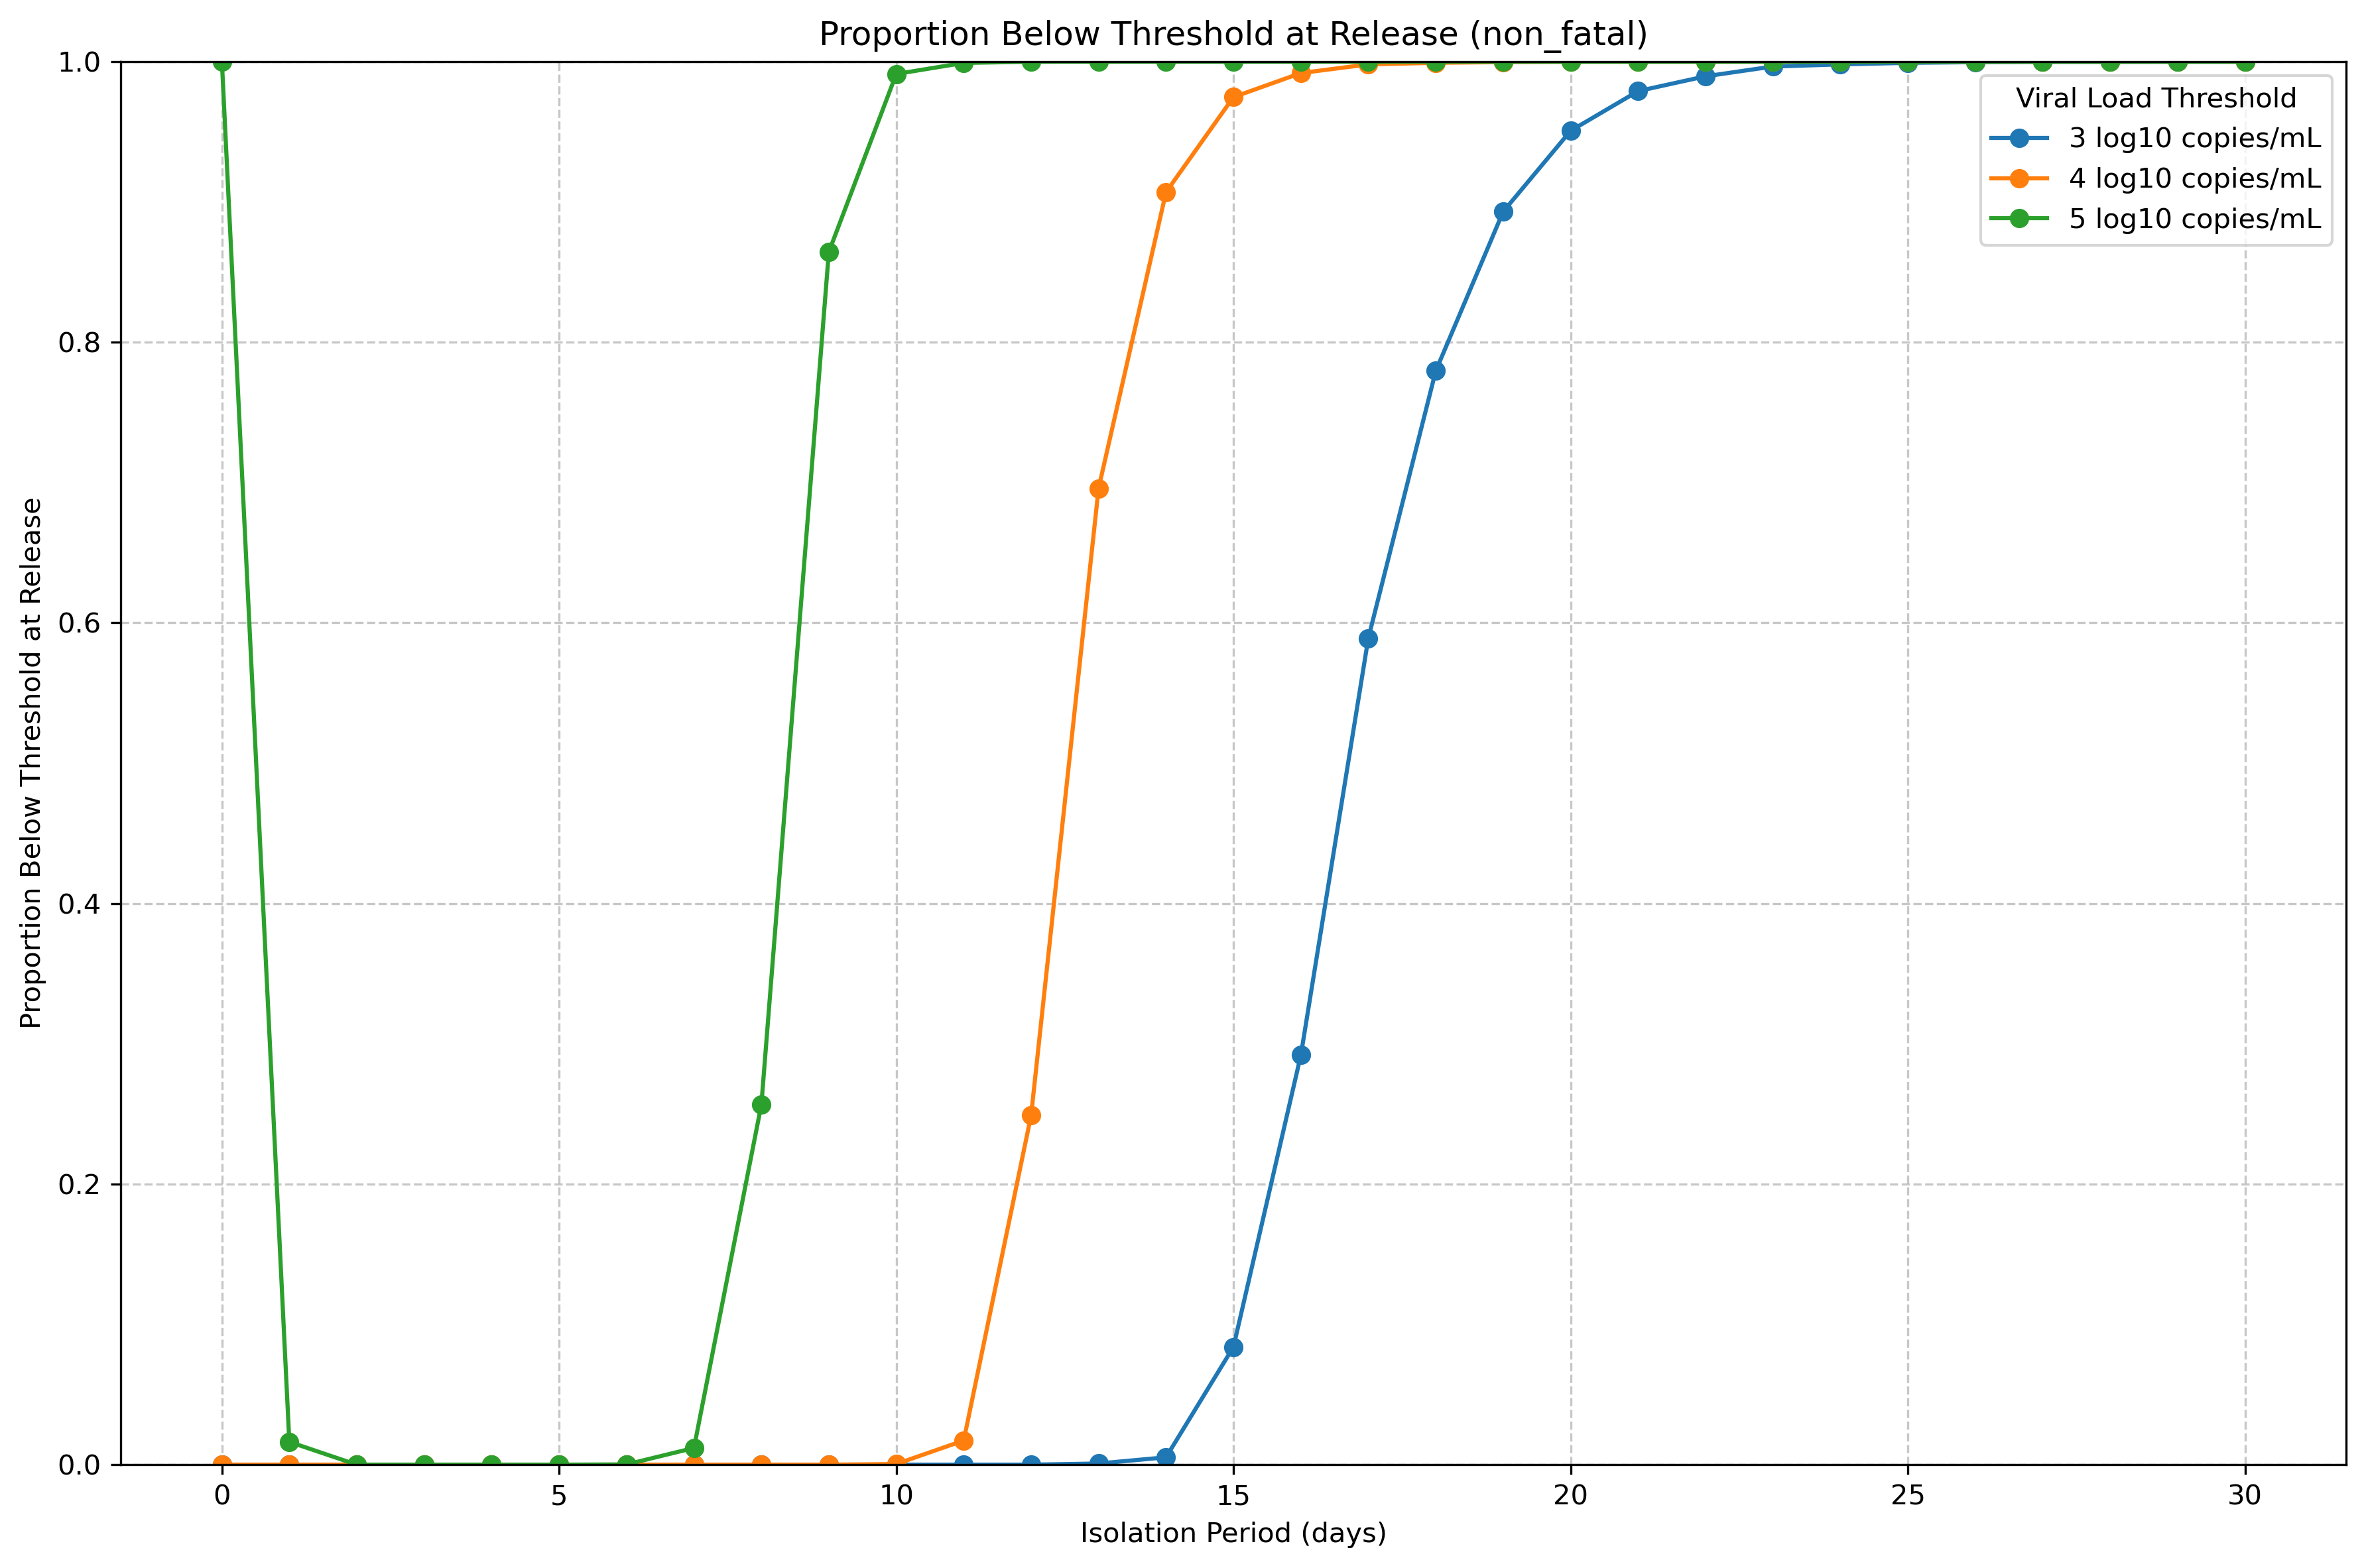 Proportion Below Threshold at Release (non_fatal)
Proportion Below Threshold at Release
1.0
0.8
0.6
0.4
0.2
0.0
Viral Load Threshold
3 log10 copies/mL
4 log10 copies/mL
5 log10 copies/mL
0 5 10 15 20 25 30
Isolation Period (days)